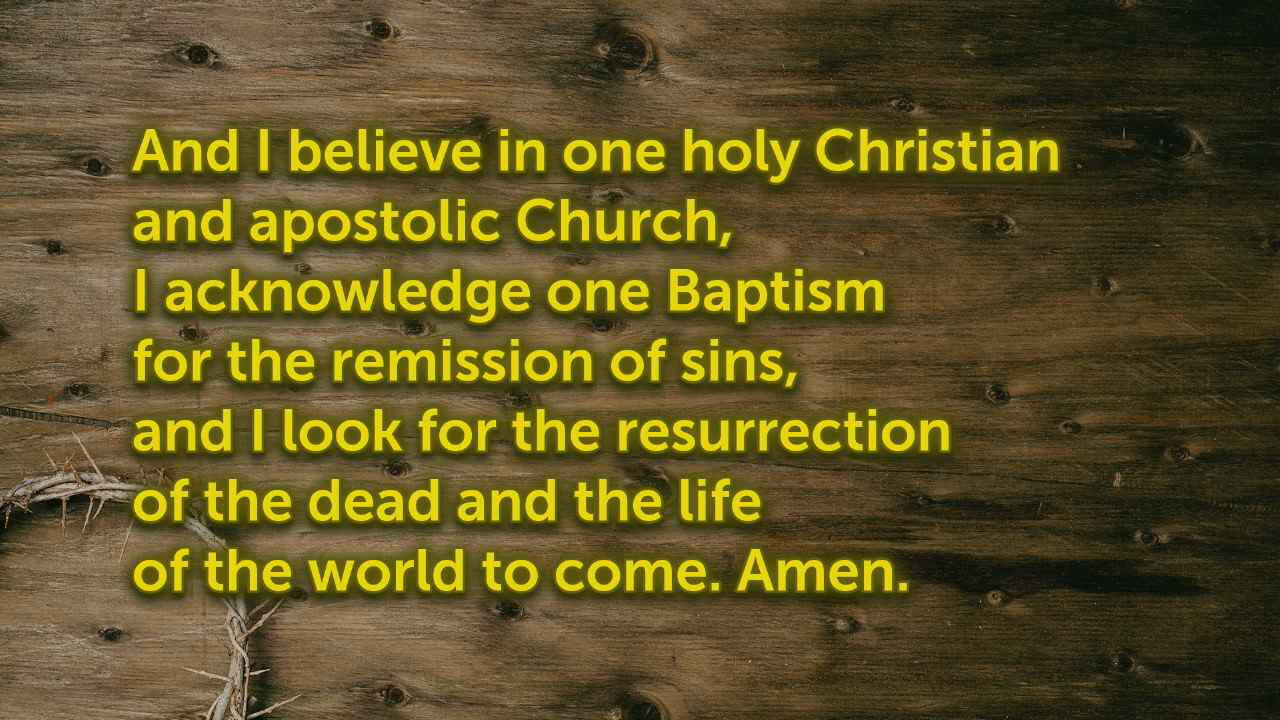 And I believe in one holy Christian
and apostolic Church,
I acknowledge one Baptism
for the remission of sins,
and I look for the resurrection
of the dead and the life
of the world to come. Amen.